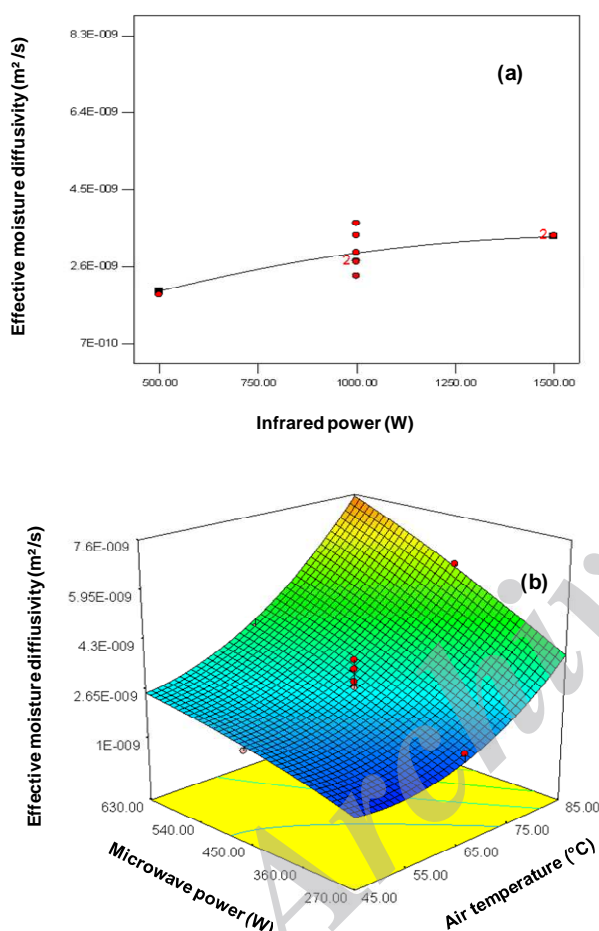 Effective moisture diffusivity (m²/s)
8.3E-009
(a)
6.4E-009
4.5E-009
2
2
2.6E-009
7E-010
500.00 750.00 1000.00 1250.00 1500.00
Infrared power (W)
Effective moisture diffiusivity (m²/s)
7.6E-009
(b)
5.95E-009
4.3E-009
2.65E-009
1E-009
630.00
540.00
450.00
360.00
270.00
85.00
75.00
65.00
55.00
45.00
Microwave power (W)
Air temperature (°C)
Archi